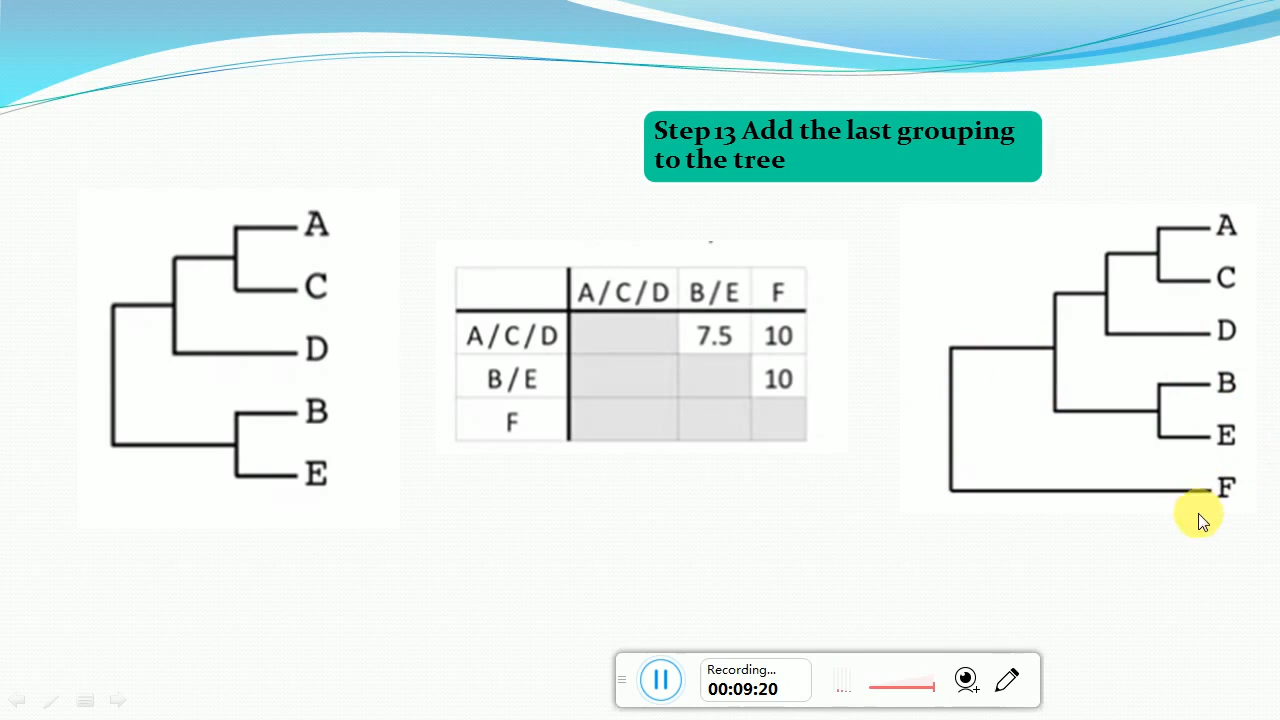 Step 13 Add the last grouping
to the tree
A
C
D
B
E
A/C/D B/E F
A/C/D 7.5 10
B/E 10
F
A
C
D
B
E
F
Recording...
00:09:20